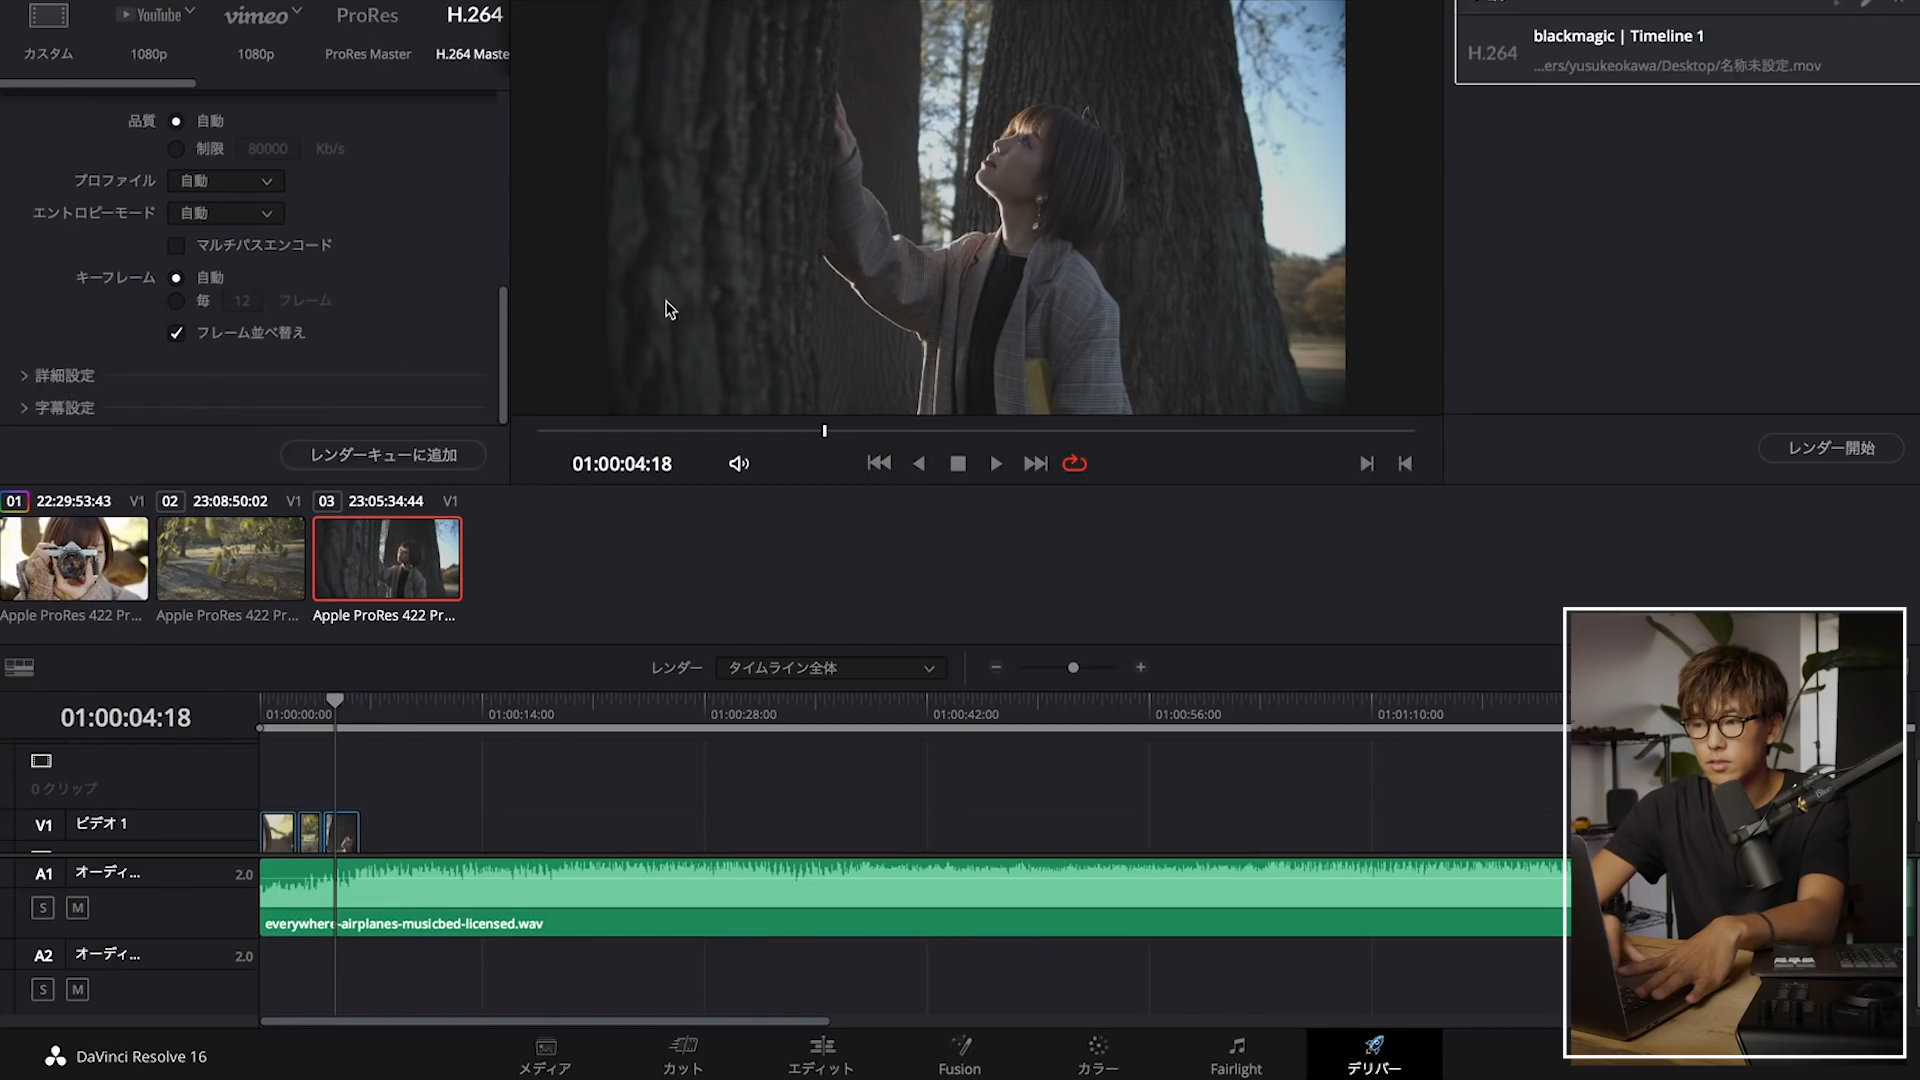 YouTube
vimeo
ProRes
H.264
カスタム
1080p
1080p
ProRes Master
H.264 Maste
品質
自動
制限
80000
Kb/s
プロファイル
自動
エントロピーモード
自動
マルチパスエンコード
キーフレーム
自動
毎
12
フレーム
フレーム並べ替え
詳細設定
字幕設定
レンダーキューに追加
01:00:04:18
H.264
blackmagic | Timeline 1
...ers/yusukeokawa/Desktop/名称未設定.mov
レンダー開始
01 22:29:53:43 V1
02 23:08:50:02 V1
03 23:05:34:44 V1
Apple ProRes 422 Pr...
Apple ProRes 422 Pr...
Apple ProRes 422 Pr...
レンダー
タイムライン全体
01:00:04:18
01:00:00:00
01:00:14:00
01:00:28:00
01:00:42:00
01:00:56:00
01:01:10:00
0 クリップ
V1 ビデオ 1
A1 オーディ... 2.0
S M
everywhere-airplanes-musicbed-licensed.wav
A2 オーディ... 2.0
S M
DaVinci Resolve 16
メディア
カット
エディット
Fusion
カラー
Fairlight
デリバー